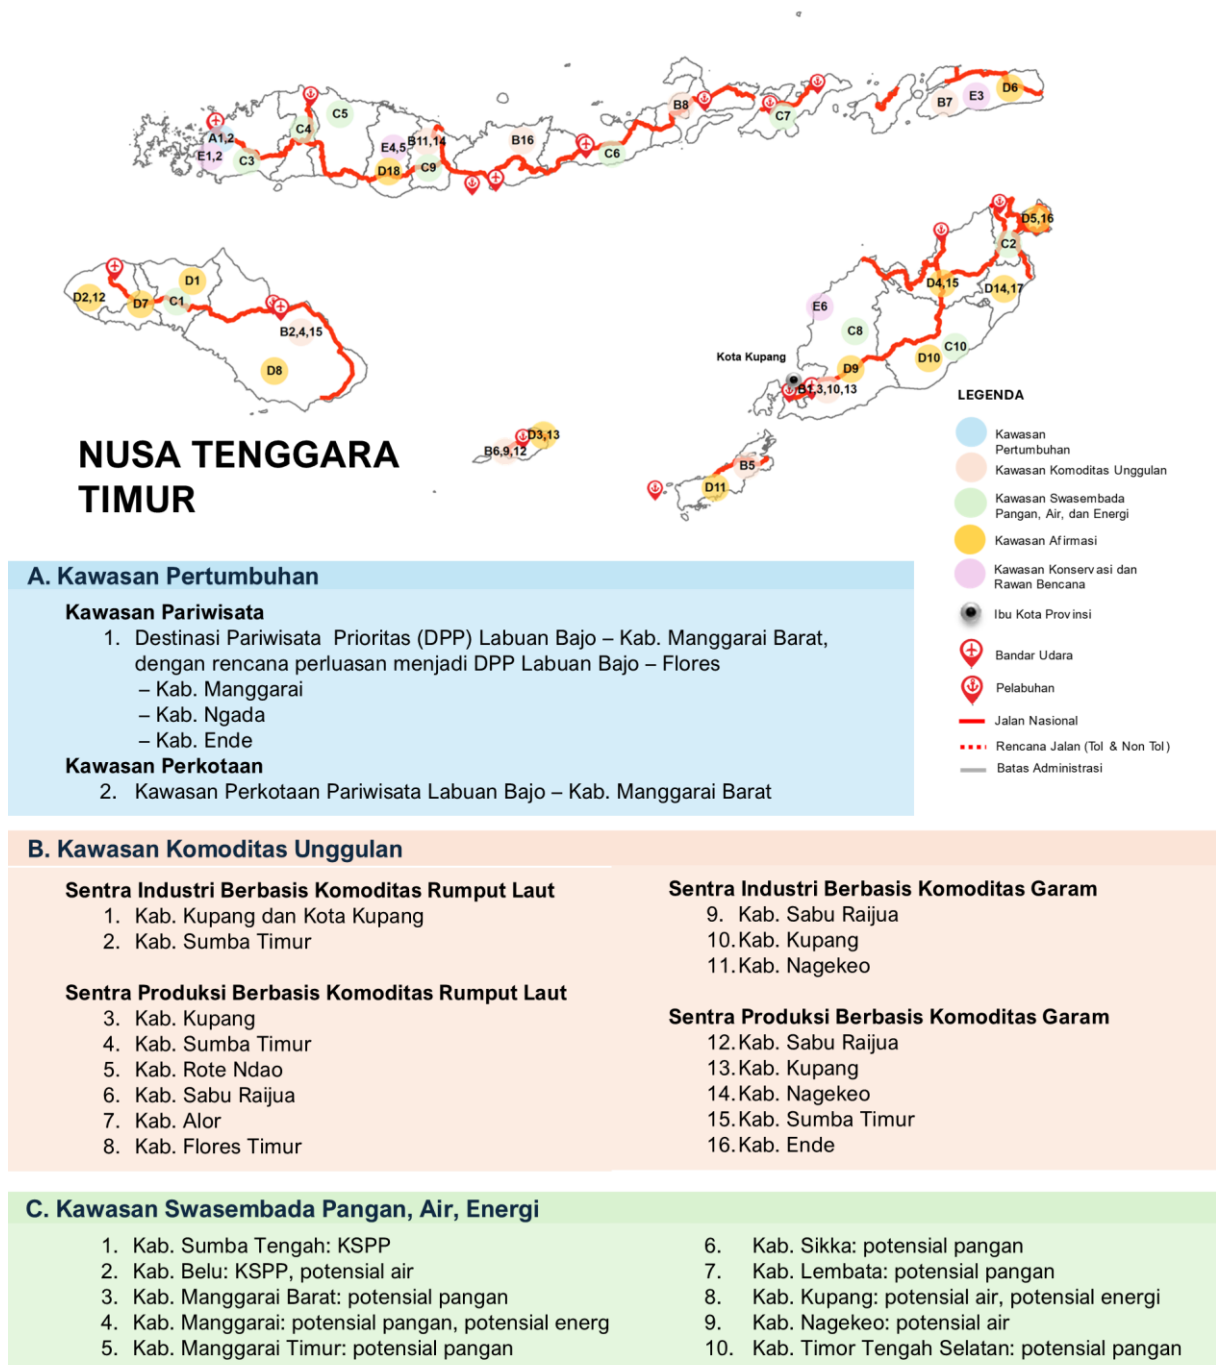 C5
B8
B7
E3
D6
C7
C4
A1,2
E1,2
C3
E4,5
B11,14
D18
C9
B16
C6
D5,16
C2
D2,12
D7
D1
C1
B2,4,15
D8
E6
C8
D4,15
D14,17
C10
D10
D9
Kota Kupang
B1,3,10,13
B6,9,12
D3,13
B5
D11
NUSA TENGGARA
TIMUR
LEGENDA
Kawasan
Pertumbuhan
Kawasan Komoditas Unggulan
Kawasan Swasembada
Pangan, Air, dan Energi
Kawasan Afirmasi
Kawasan Konservasi dan
Rawan Bencana
Ibu Kota Provinsi
Bandar Udara
Pelabuhan
Jalan Nasional
Rencana Jalan (Tol & Non Tol)
Batas Administrasi
A. Kawasan Pertumbuhan
Kawasan Pariwisata
1. Destinasi Pariwisata Prioritas (DPP) Labuan Bajo – Kab. Manggarai Barat,
dengan rencana perluasan menjadi DPP Labuan Bajo – Flores
– Kab. Manggarai
– Kab. Ngada
– Kab. Ende
Kawasan Perkotaan
2. Kawasan Perkotaan Pariwisata Labuan Bajo – Kab. Manggarai Barat
B. Kawasan Komoditas Unggulan
Sentra Industri Berbasis Komoditas Rumput Laut
1. Kab. Kupang dan Kota Kupang
2. Kab. Sumba Timur
Sentra Produksi Berbasis Komoditas Rumput Laut
3. Kab. Kupang
4. Kab. Sumba Timur
5. Kab. Rote Ndao
6. Kab. Sabu Raijua
7. Kab. Alor
8. Kab. Flores Timur
Sentra Industri Berbasis Komoditas Garam
9. Kab. Sabu Raijua
10. Kab. Kupang
11. Kab. Nagekeo
Sentra Produksi Berbasis Komoditas Garam
12. Kab. Sabu Raijua
13. Kab. Kupang
14. Kab. Nagekeo
15. Kab. Sumba Timur
16. Kab. Ende
C. Kawasan Swasembada Pangan, Air, Energi
1. Kab. Sumba Tengah: KSPP
2. Kab. Belu: KSPP, potensial air
3. Kab. Manggarai Barat: potensial pangan
4. Kab. Manggarai: potensial pangan, potensial energ
5. Kab. Manggarai Timur: potensial pangan
6. Kab. Sikka: potensial pangan
7. Kab. Lembata: potensial pangan
8. Kab. Kupang: potensial air, potensial energi
9. Kab. Nagekeo: potensial air
10. Kab. Timor Tengah Selatan: potensial pangan